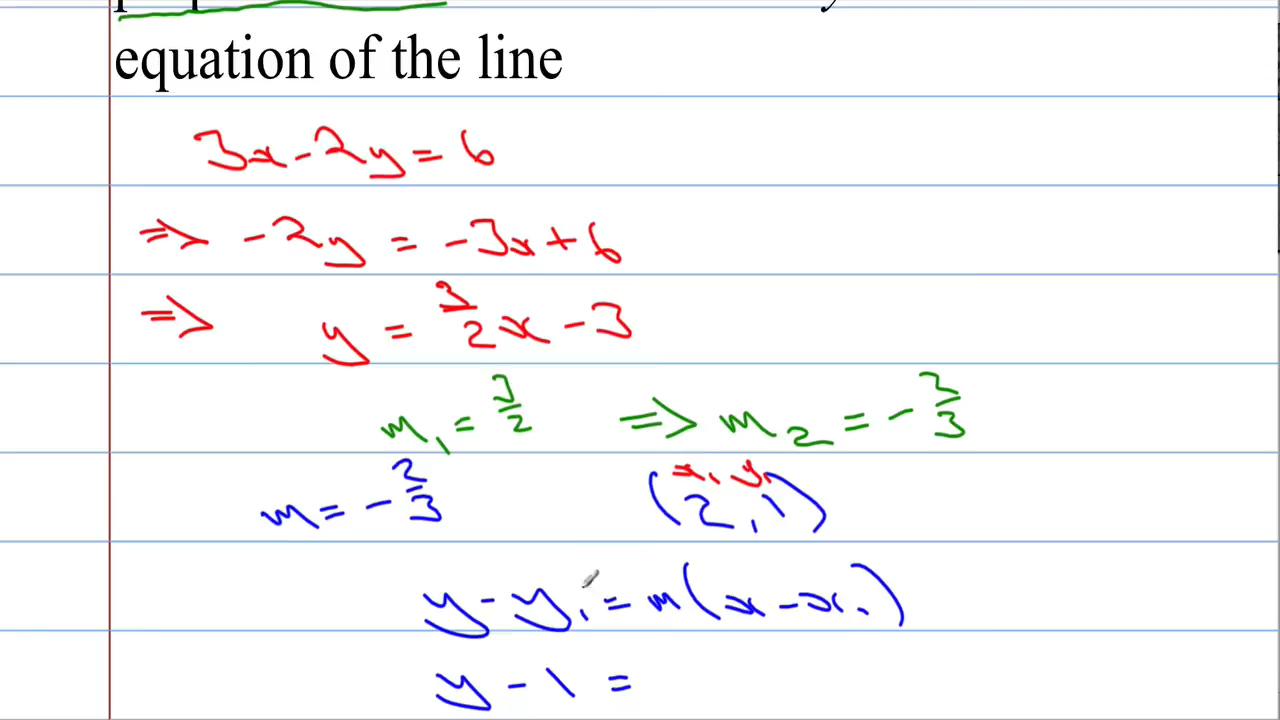 equation of the line
3x - 2y = 6
⇒ -2y = -3x + 6
⇒ y = 3/2 x - 3
m₁ = 3/2 ⇒ m₂ = -2/3
x₁ y₁
m = -2/3 (2, 1)
y - y₁ = m(x - x₁)
y - 1 =